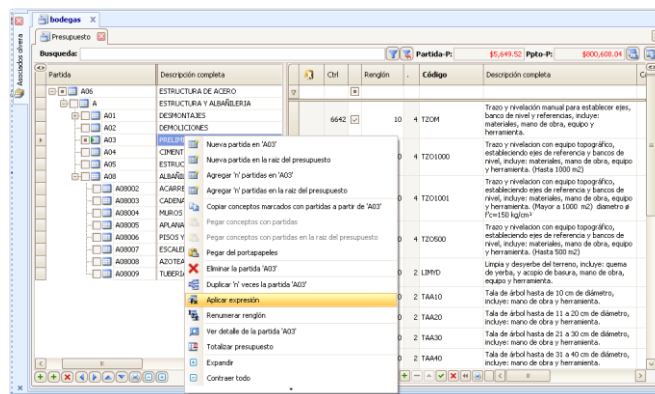 bodegas X
Asociados olvera
Presupuesto
Busqueda:
Partida-P: $5,649.52 Ppto-P: $800,608.04
Partida
Descripción completa
A06 ESTRUCTURA DE ACERO
A ESTRUCTURA Y ALBAÑILERIA
A01 DESMONTAJES
A02 DEMOLICIONES
A03 PRELIM
A04 CIMENT
A05 ESTRUC
A08 ALBAÑI
A08002 ACARRE
A08003 CADENA
A08004 MUROS
A08005 APLANA
A08006 PISOS Y
A08007 ESCALE
A08008 AZOTEA
A08009 TUBERI
Nueva partida en 'A03'
Nueva partida en la raiz del presupuesto
Agregar 'n' partidas en 'A03'
Agregar 'n' partidas en la raiz del presupuesto
Copiar conceptos marcados con partidas a partir de 'A03'
Pegar conceptos con partidas
Pegar conceptos con partidas en la raiz del presupuesto
Pegar del portapapeles
Eliminar la partida 'A03'
Duplicar 'n' veces la partida 'A03'
Aplicar expresión
Renumerar renglón
Ver detalle de la partida 'A03'
Totalizar presupuesto
Expandir
Contraer todo
Ctrl Renglón . Código Descripción completa
6642 10 4 TZOM
Trazo y nivelación manual para establecer ejes,
banco de nivel y referencias, incluye:
materiales, mano de obra, equipo y
herramienta.
0 4 TZO1000
Trazo y nivelacion con equipo topográfico,
estableciendo ejes de referencia y bancos de
nivel, incluye: materiales, mano de obra, equipo
y herramienta. (Hasta 1000 m2)
0 4 TZO1001
Trazo y nivelacion con equipo topográfico,
estableciendo ejes de referencia y bancos de
nivel, incluye: materiales, mano de obra, equipo
y herramienta. (Mayor a 1000 m2) diametro ø
f'c=150 kg/cm²
0 4 TZO500
Trazo y nivelacion con equipo topográfico,
estableciendo ejes de referencia y bancos de
nivel, incluye: materiales, mano de obra, equipo
y herramienta. (Hasta 500 m2)
0 2 LIMYD
Limpia y desyerbe del terreno, incluye: quema
de yerba, y acopio de basura, mano de obra,
equipo y herramienta.
0 2 TAA10
Tala de árbol hasta de 10 cm de diámetro,
incluye: mano de obra y herramienta.
0 2 TAA20
Tala de árbol hasta de 11 a 20 cm de diámetro,
incluye: mano de obra y herramienta.
0 2 TAA30
Tala de árbol hasta de 21 a 30 cm de diámetro,
incluye: mano de obra y herramienta.
0 2 TAA40
Tala de árbol hasta de 31 a 40 cm de diámetro,
incluye: mano de obra y herramienta.